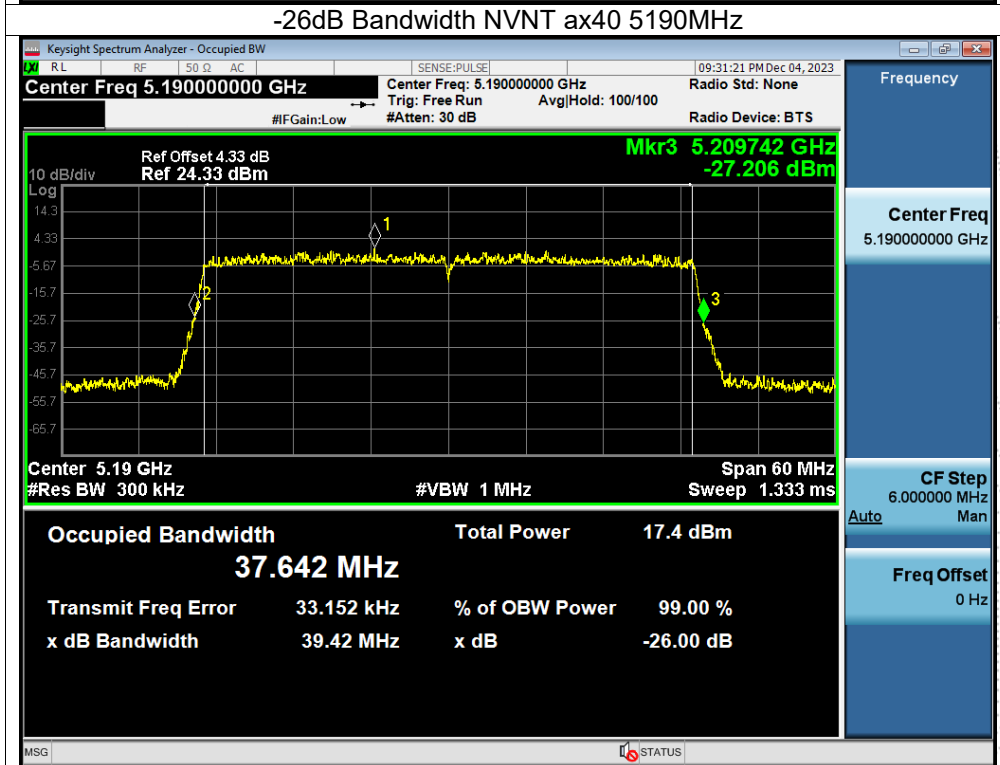 -26dB Bandwidth NVNT ax40 5190MHz
Keysight Spectrum Analyzer - Occupied BW
LXI RL RF 50 Ω AC SENSE:PULSE 09:31:21 PM Dec 04, 2023
Center Freq 5.190000000 GHz
Center Freq: 5.190000000 GHz
Radio Std: None
Trig: Free Run Avg|Hold: 100/100
#IFGain:Low #Atten: 30 dB Radio Device: BTS
Mkr3 5.209742 GHz
-27.206 dBm
Ref Offset 4.33 dB
10 dB/div Ref 24.33 dBm
Log
14.3
4.33
-5.67
-15.7
-25.7
-35.7
-45.7
-55.7
-65.7
1
2
3
Center 5.19 GHz Span 60 MHz
#Res BW 300 kHz #VBW 1 MHz Sweep 1.333 ms
Occupied Bandwidth Total Power 17.4 dBm
37.642 MHz
Transmit Freq Error 33.152 kHz % of OBW Power 99.00 %
x dB Bandwidth 39.42 MHz x dB -26.00 dB
Frequency
Center Freq
5.190000000 GHz
CF Step
6.000000 MHz
Auto Man
Freq Offset
0 Hz
MSG STATUS